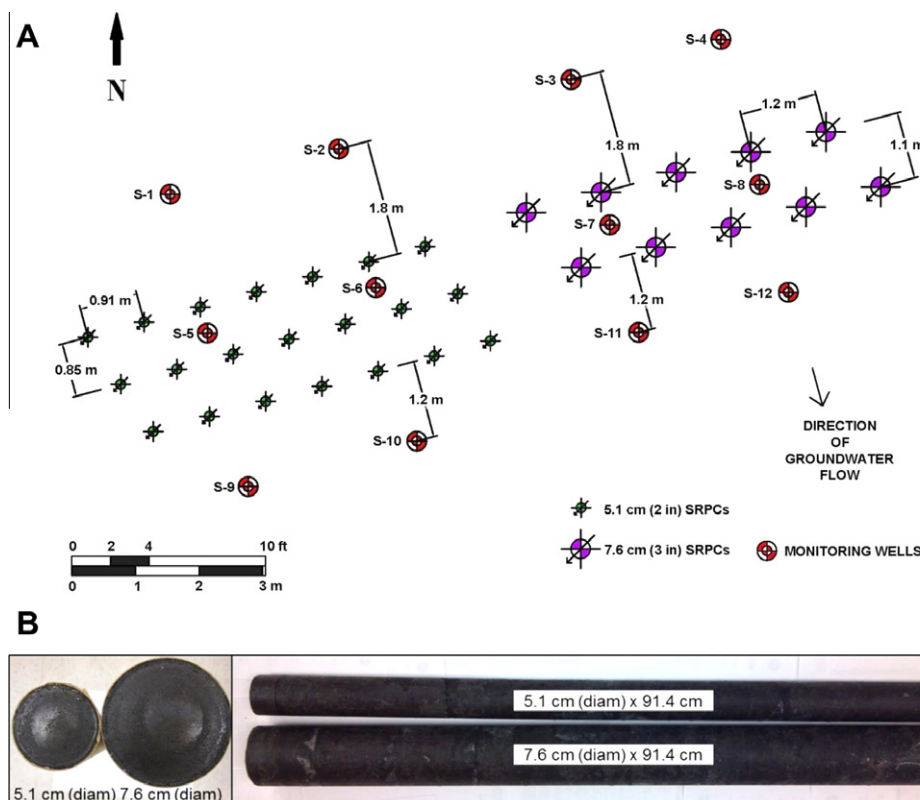 A
N
S-4
S-3
1.2 m
S-2
1.8 m
1.1 m
S-8
S-1
1.8 m
S-7
S-6
0.91 m
1.2 m
S-12
S-5
S-11
0.85 m
1.2 m
DIRECTION
OF
GROUNDWATER
FLOW
S-10
S-9
5.1 cm (2 in) SRPCs
0 2 4 10 ft
7.6 cm (3 in) SRPCs
MONITORING WELLS
0 1 2 3 m
B
5.1 cm (diam) x 91.4 cm
7.6 cm (diam) x 91.4 cm
5.1 cm (diam) 7.6 cm (diam)